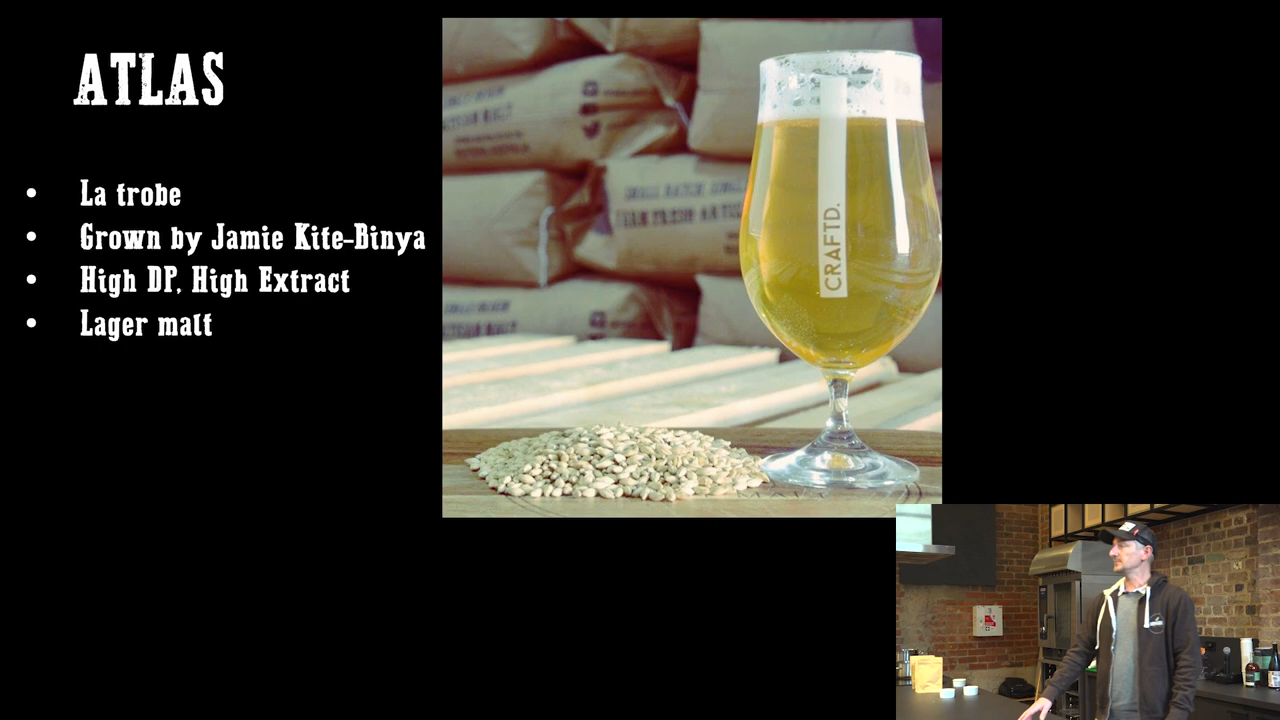 ATLAS
• La trobe
• Grown by Jamie Kite-Binya
• High DP, High Extract
• Lager malt
CRAFTD.